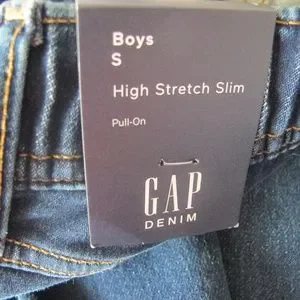 Boys
S
High Stretch Slim
Pull-On
GAP
DENIM